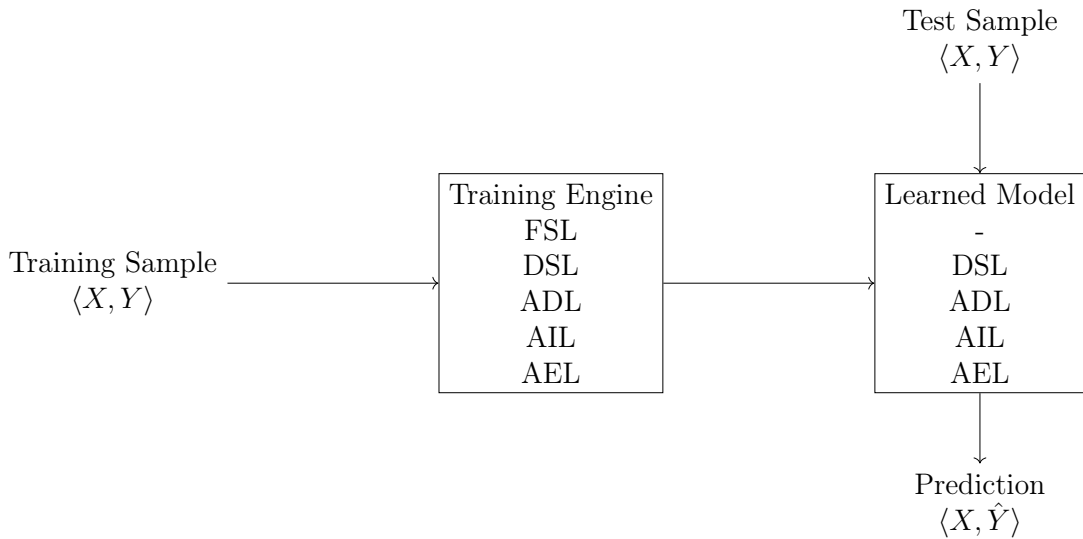 Test Sample
⟨X, Y⟩
Training Engine
FSL
DSL
ADL
AIL
AEL
Learned Model
-
DSL
ADL
AIL
AEL
Training Sample
⟨X, Y⟩
Prediction
⟨X, Ŷ⟩